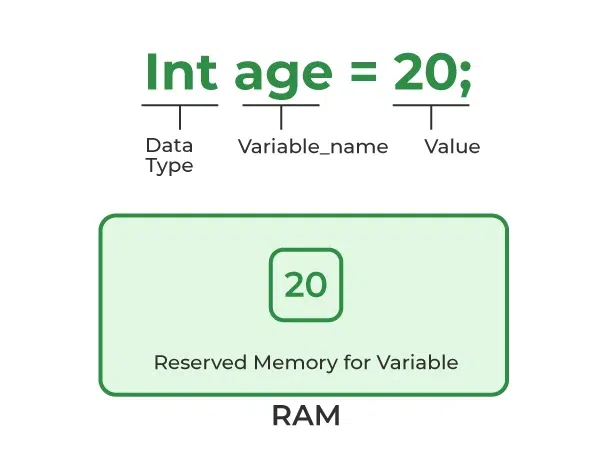 Int age = 20;
Data Type
Variable_name
Value
20
Reserved Memory for Variable
RAM